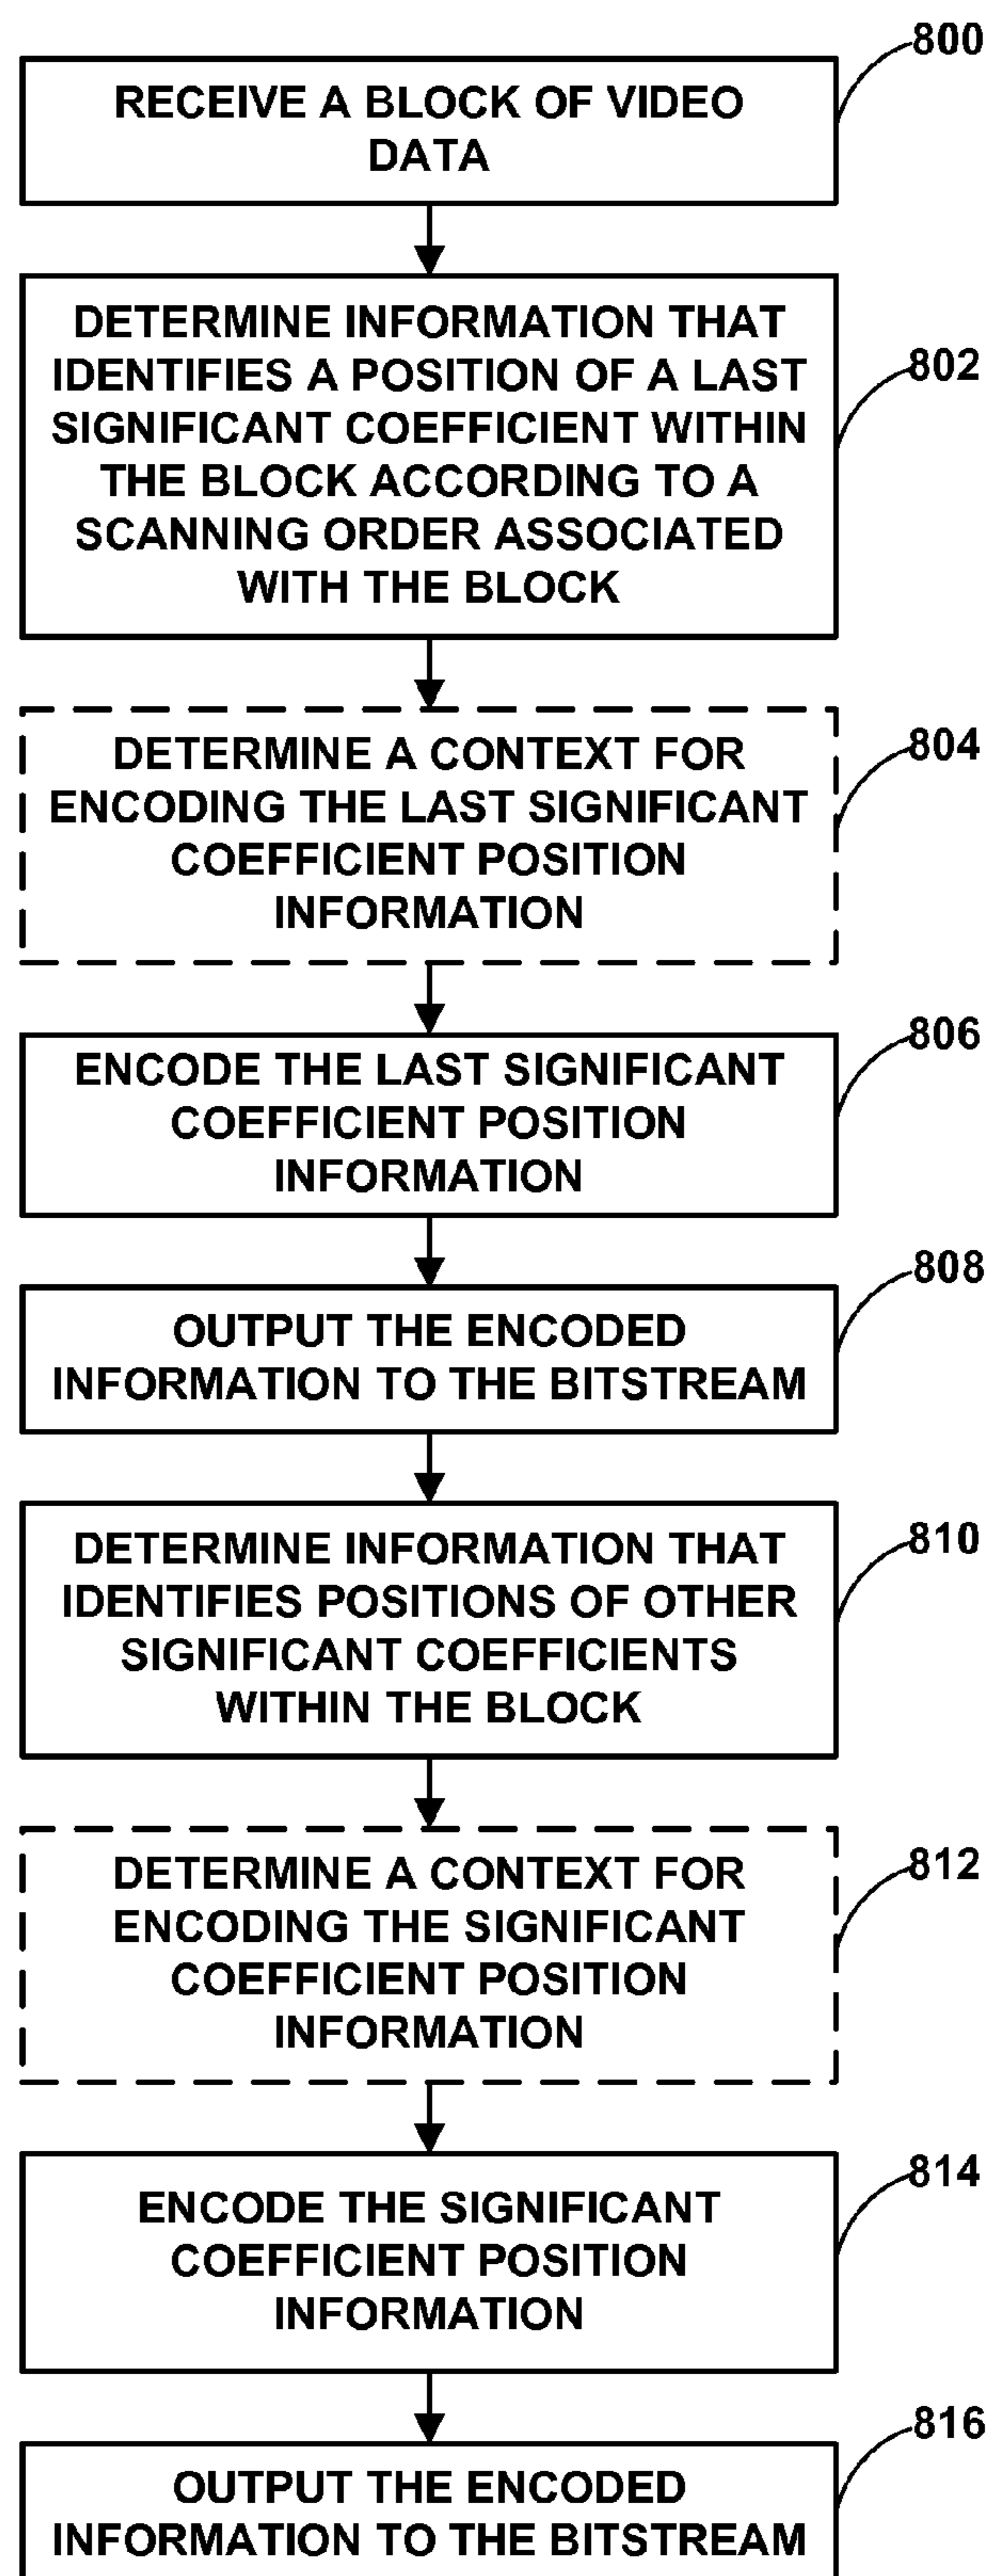 800
RECEIVE A BLOCK OF VIDEO
DATA
802
DETERMINE INFORMATION THAT
IDENTIFIES A POSITION OF A LAST
SIGNIFICANT COEFFICIENT WITHIN
THE BLOCK ACCORDING TO A
SCANNING ORDER ASSOCIATED
WITH THE BLOCK
804
DETERMINE A CONTEXT FOR
ENCODING THE LAST SIGNIFICANT
COEFFICIENT POSITION
INFORMATION
806
ENCODE THE LAST SIGNIFICANT
COEFFICIENT POSITION
INFORMATION
808
OUTPUT THE ENCODED
INFORMATION TO THE BITSTREAM
810
DETERMINE INFORMATION THAT
IDENTIFIES POSITIONS OF OTHER
SIGNIFICANT COEFFICIENTS
WITHIN THE BLOCK
812
DETERMINE A CONTEXT FOR
ENCODING THE SIGNIFICANT
COEFFICIENT POSITION
INFORMATION
814
ENCODE THE SIGNIFICANT
COEFFICIENT POSITION
INFORMATION
816
OUTPUT THE ENCODED
INFORMATION TO THE BITSTREAM